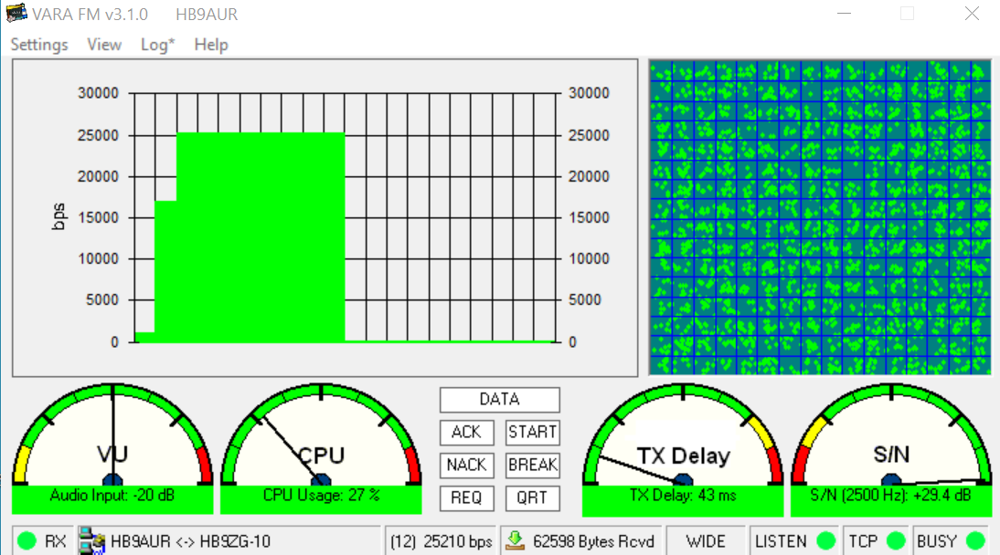 VARA FM v3.1.0 HB9AUR
Settings View Log* Help
30000 30000
25000 25000
20000 20000
15000 15000
bps
10000 10000
5000 5000
0 0
DATA
ACK START
NACK BREAK
REQ QRT
VU
Audio Input: -20 dB
CPU
CPU Usage: 27 %
TX Delay
TX Delay: 43 ms
S/N
S/N (2500 Hz): +29.4 dB
RX HB9AUR <-> HB9ZG-10 (12) 25210 bps 62598 Bytes Rcvd WIDE LISTEN TCP BUSY